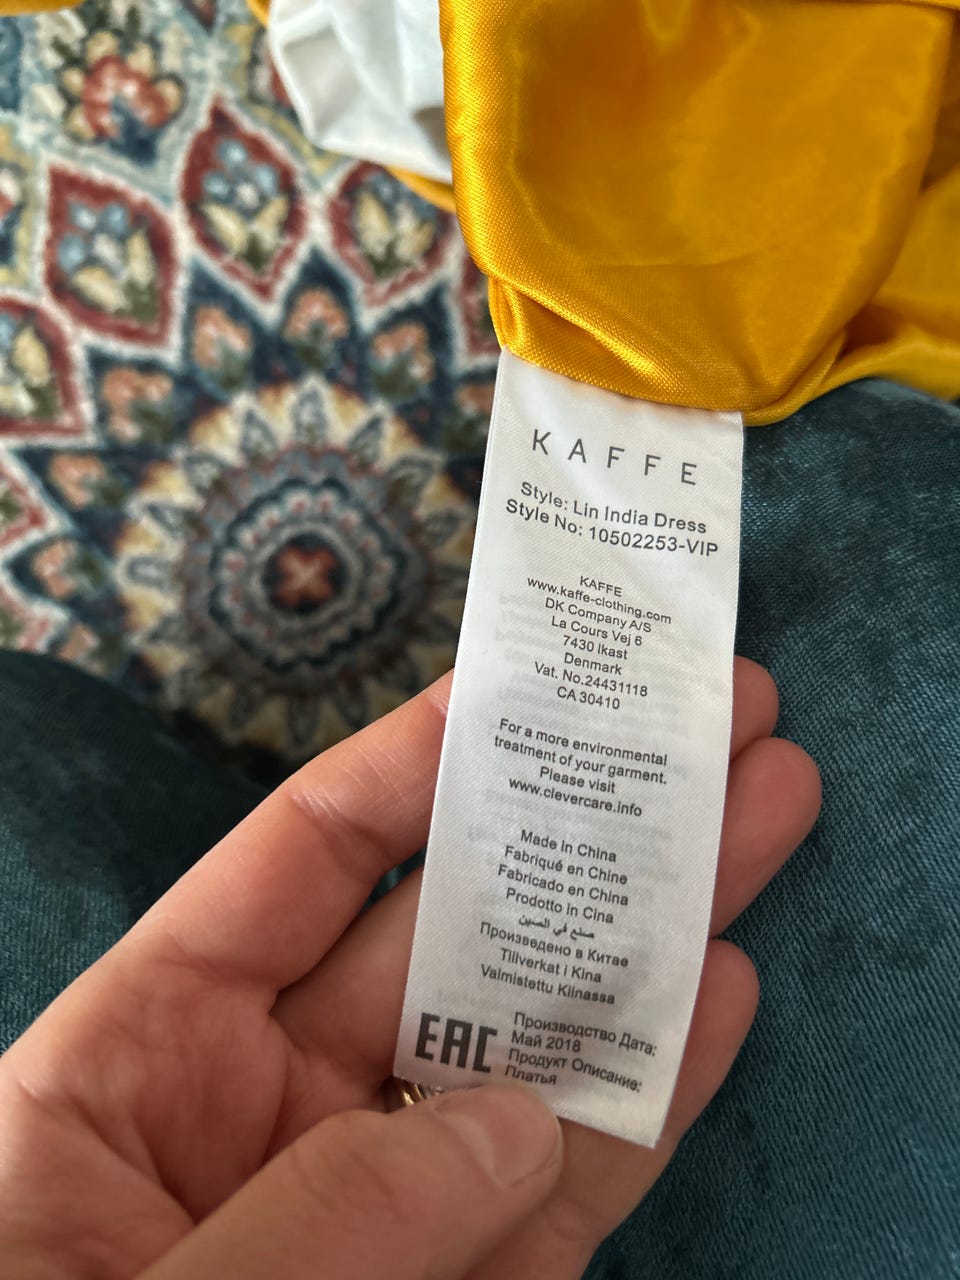 KAFFE
Style: Lin India Dress
Style No: 10502253-VIP
KAFFE
www.kaffe-clothing.com
DK Company A/S
La Cours Vej 6
7430 Ikast
Denmark
Vat. No.24431118
CA 30410
For a more environmental
treatment of your garment.
Please visit
www.clevercare.info
Made in China
Fabriqué en Chine
Fabricado en China
Prodotto in Cina
صنع في الصين
Произведено в Китае
Tillverkat i Kina
Valmistettu Kiinassa
EAC
Производство Дата:
Май 2018
Продукт Описание:
Платья